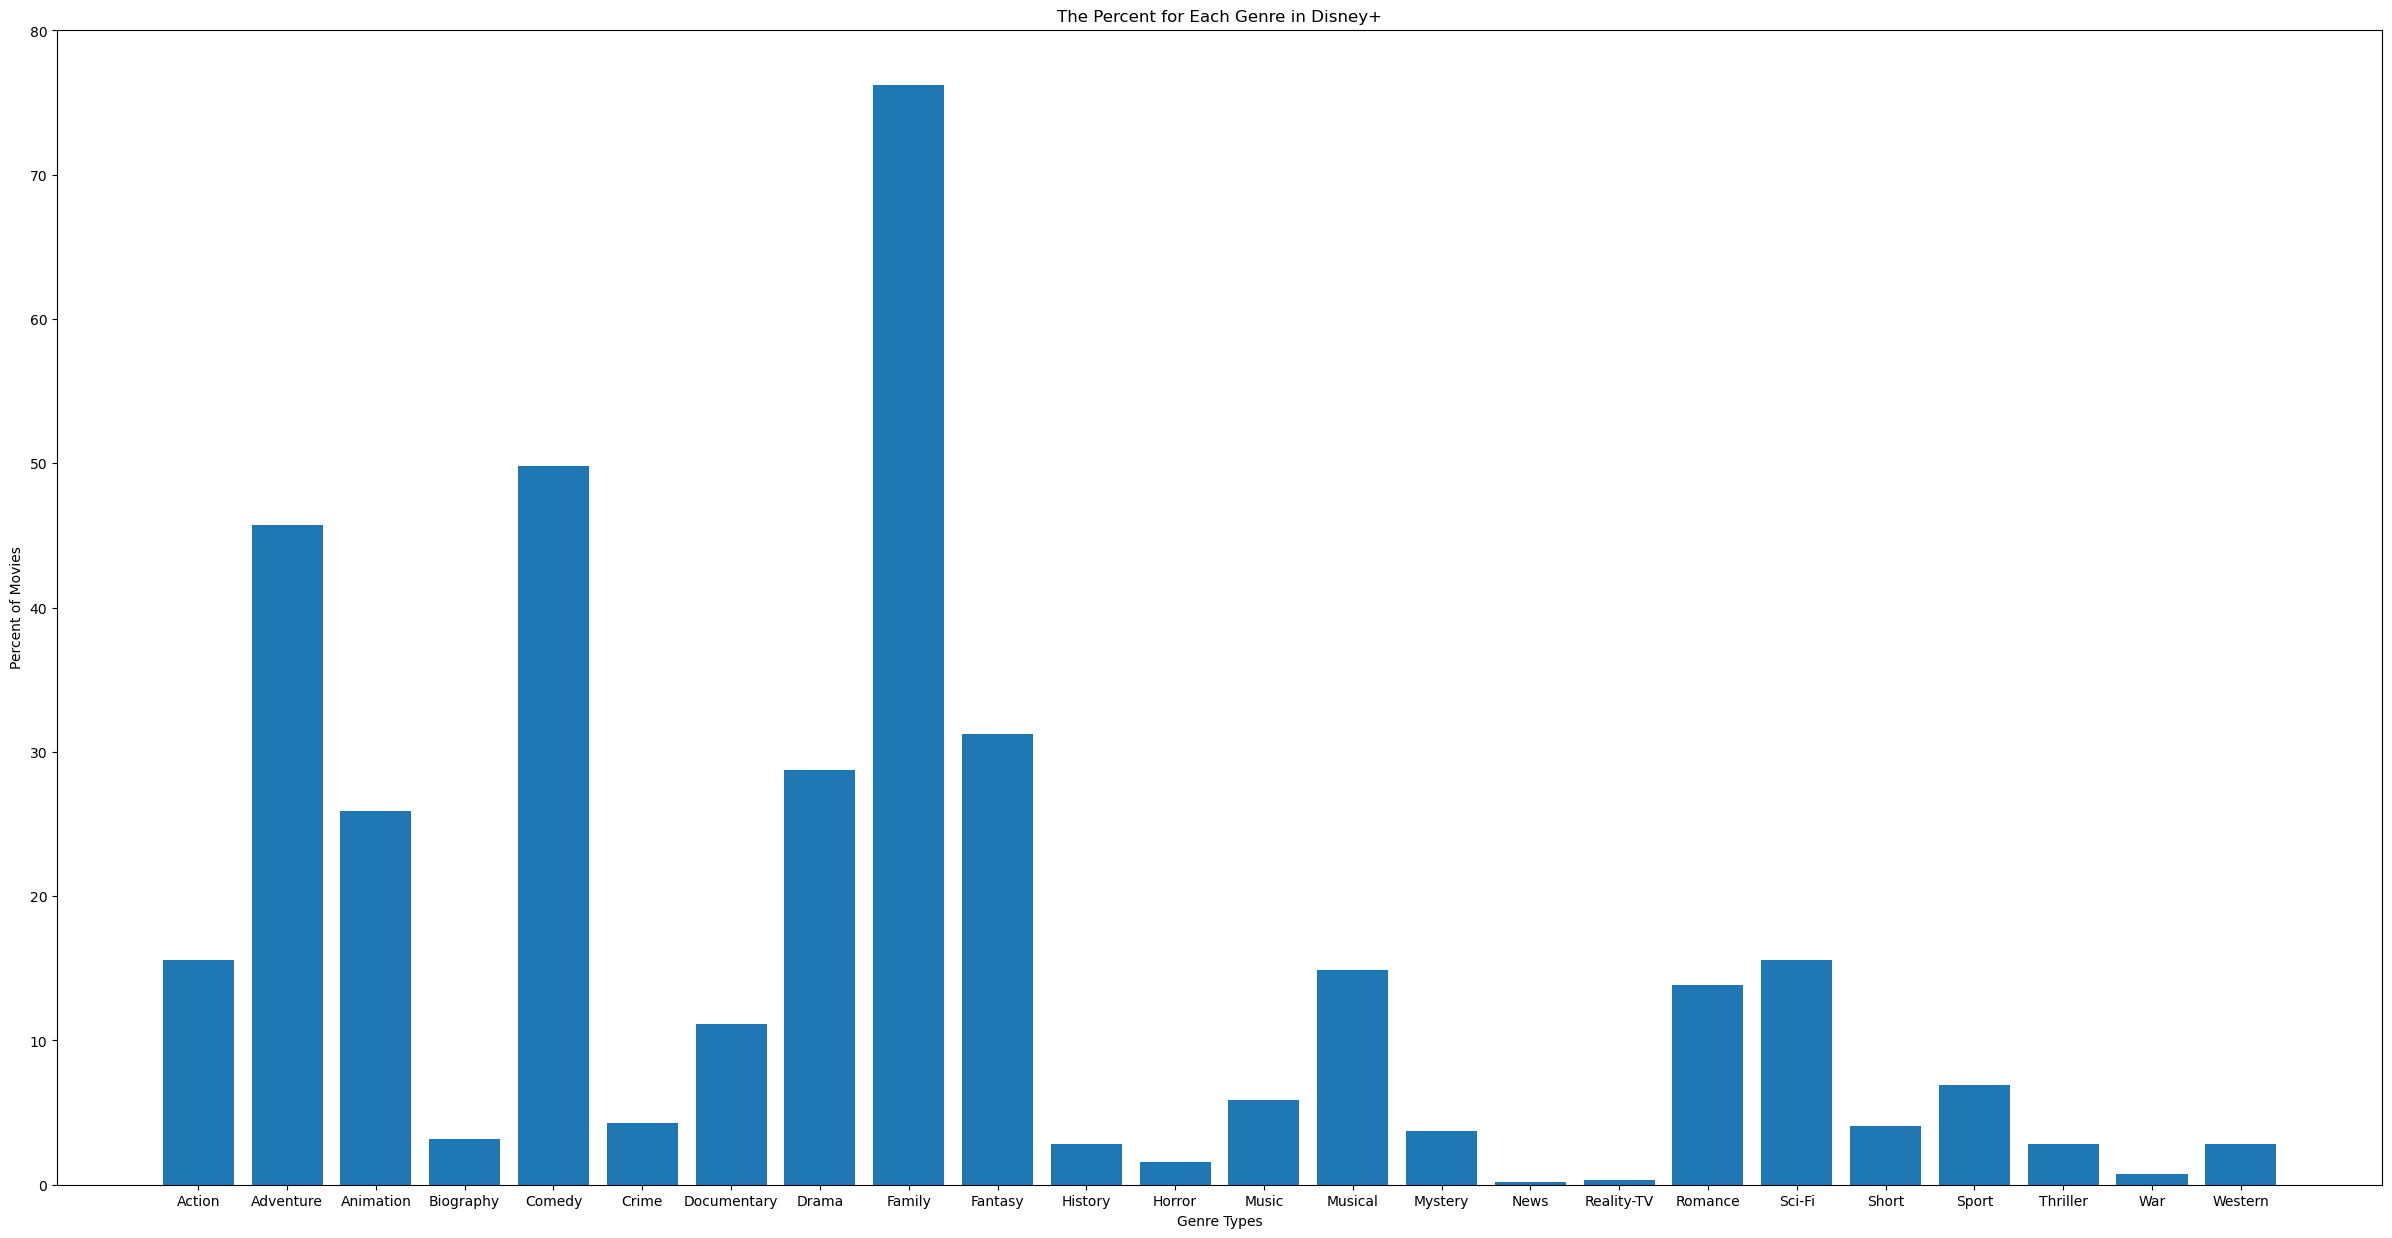 The Percent for Each Genre in Disney+
80
70
60
50
40
30
20
10
0
Percent of Movies
Action Adventure Animation Biography Comedy Crime Documentary Drama Family Fantasy History Horror Music Musical Mystery News Reality-TV Romance Sci-Fi Short Sport Thriller War Western
Genre Types